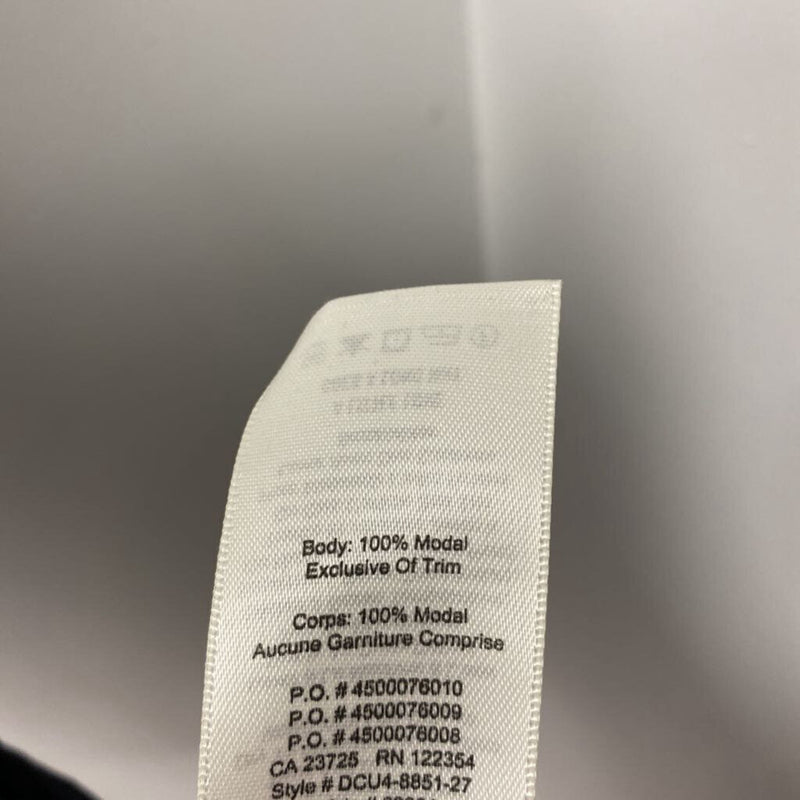 Body: 100% Modal
Exclusive Of Trim
Corps: 100% Modal
Aucune Garniture Comprise
P.O. # 4500076010
P.O. # 4500076009
P.O. # 4500076008
CA 23725 RN 122354
Style # DCU4-8851-27